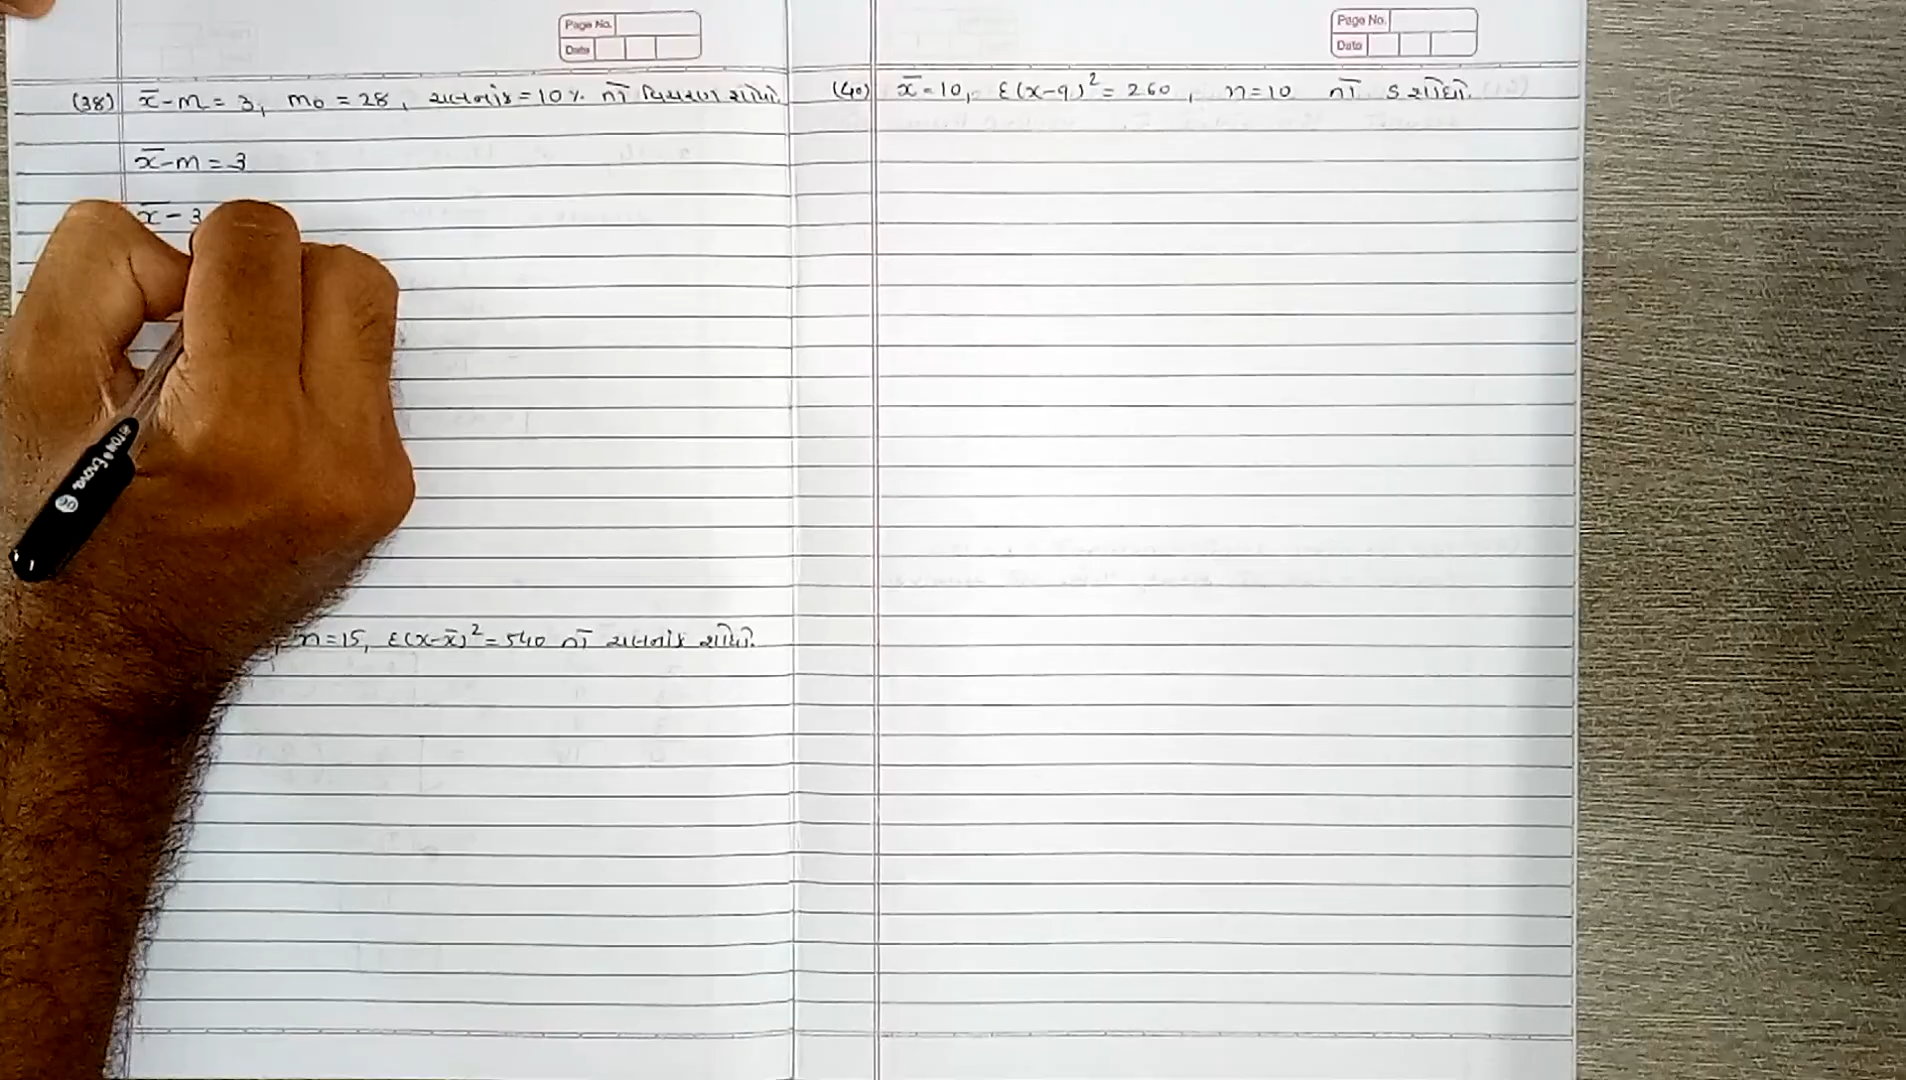 Page No.
Date
(38) x̄-m = 3, mo = 28, ચલનાંક = 10% તો વિચરણ શોધો.
x̄-m = 3
x̄ - 3
n=15, Σ(x-x̄)² = 540 તો ચલનાંક શોધો.
Page No.
Date
(40) x̄ = 10, Σ(x-9)² = 260, n=10 તો S શોધો.